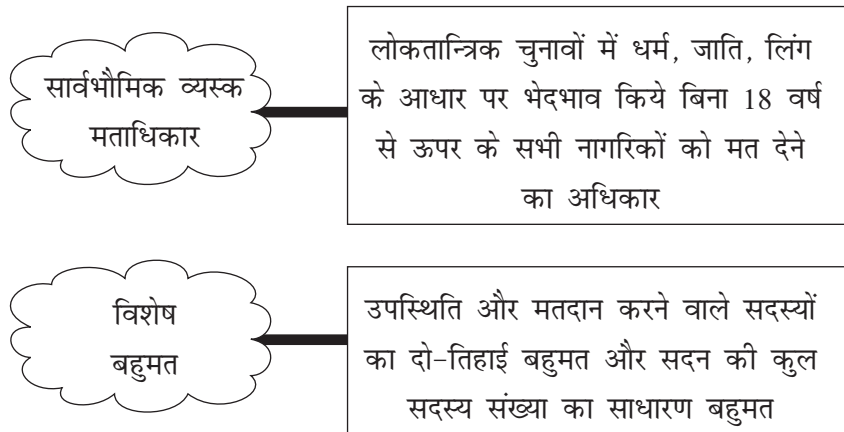 सार्वभौमिक व्यस्क
मताधिकार
लोकतान्त्रिक चुनावों में धर्म, जाति, लिंग
के आधार पर भेदभाव किये बिना 18 वर्ष
से ऊपर के सभी नागरिकों को मत देने
का अधिकार
विशेष
बहुमत
उपस्थिति और मतदान करने वाले सदस्यों
का दो-तिहाई बहुमत और सदन की कुल
सदस्य संख्या का साधारण बहुमत